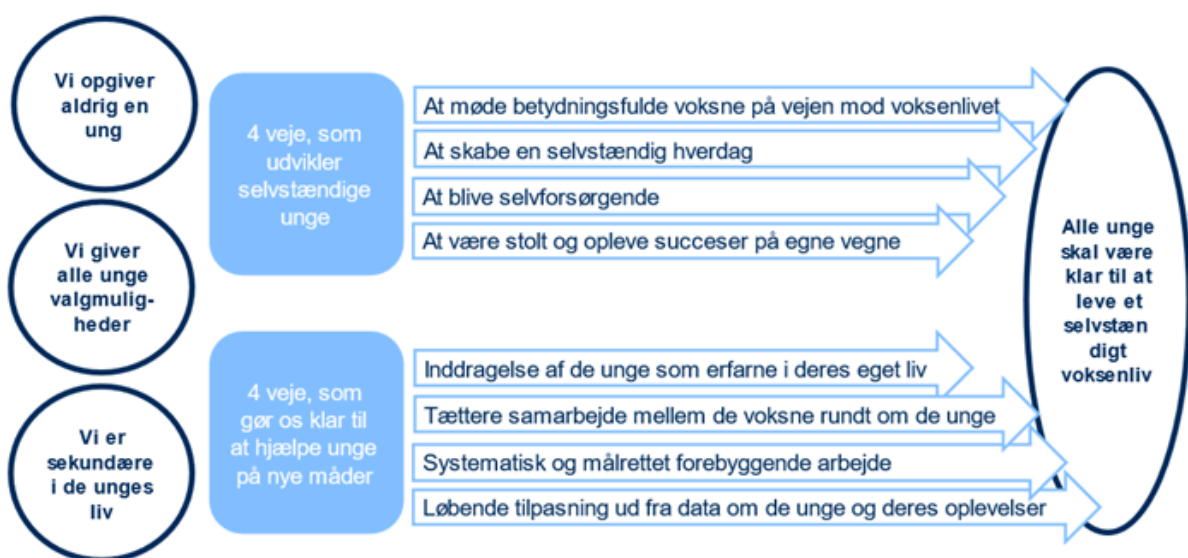 Vi opgiver
aldrig en
ung
Vi giver
alle unge
valgmulig-
heder
Vi er
sekundære
i de unges
liv
4 veje, som
udvikler
selvstændige
unge
At møde betydningsfulde voksne på vejen mod voksenlivet
At skabe en selvstændig hverdag
At blive selvforsørgende
At være stolt og opleve succeser på egne vegne
4 veje, som
gør os klar til
at hjælpe unge
på nye måder
Inddragelse af de unge som erfarne i deres eget liv
Tættere samarbejde mellem de voksne rundt om de unge
Systematisk og målrettet forebyggende arbejde
Løbende tilpasning ud fra data om de unge og deres oplevelser
Alle unge
skal være
klar til at
leve et
selvstæn
digt
voksenliv